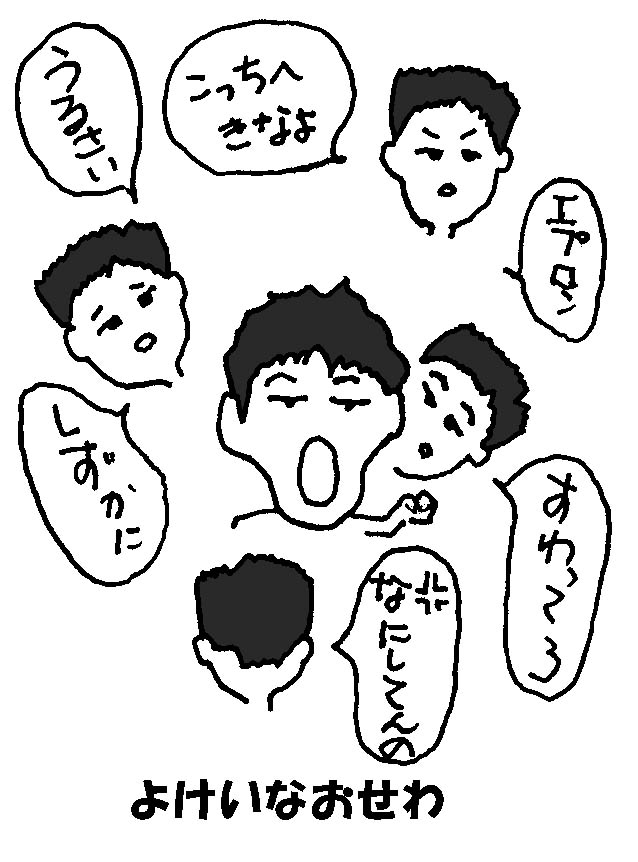 うるさい
こっちへ
きなよ
エプロン
しずかに
すわってろ
なにしてんの
よけいなおせわ